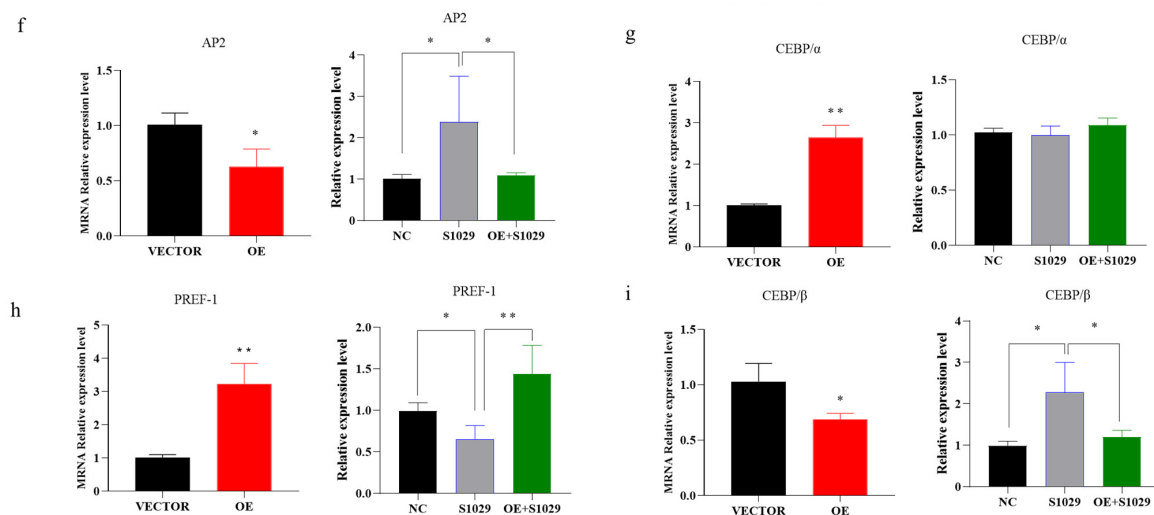 f
AP2
MRNA Relative expression level
1.5
1.0
0.5
0.0
*
VECTOR OE
AP2
Relative expression level
4
3
2
1
0
* *
NC S1029 OE+S1029
g
CEBP/α
MRNA Relative expression level
4
3
2
1
0
**
VECTOR OE
CEBP/α
Relative expression level
1.5
1.0
0.5
0.0
NC S1029 OE+S1029
h
PREF-1
MRNA Relative expression level
5
4
3
2
1
0
**
VECTOR OE
PREF-1
Relative expression level
2.0
1.5
1.0
0.5
0.0
* **
NC S1029 OE+S1029
i
CEBP/β
MRNA Relative expression level
1.5
1.0
0.5
0.0
*
VECTOR OE
CEBP/β
Relative expression level
4
3
2
1
0
* *
NC S1029 OE+S1029